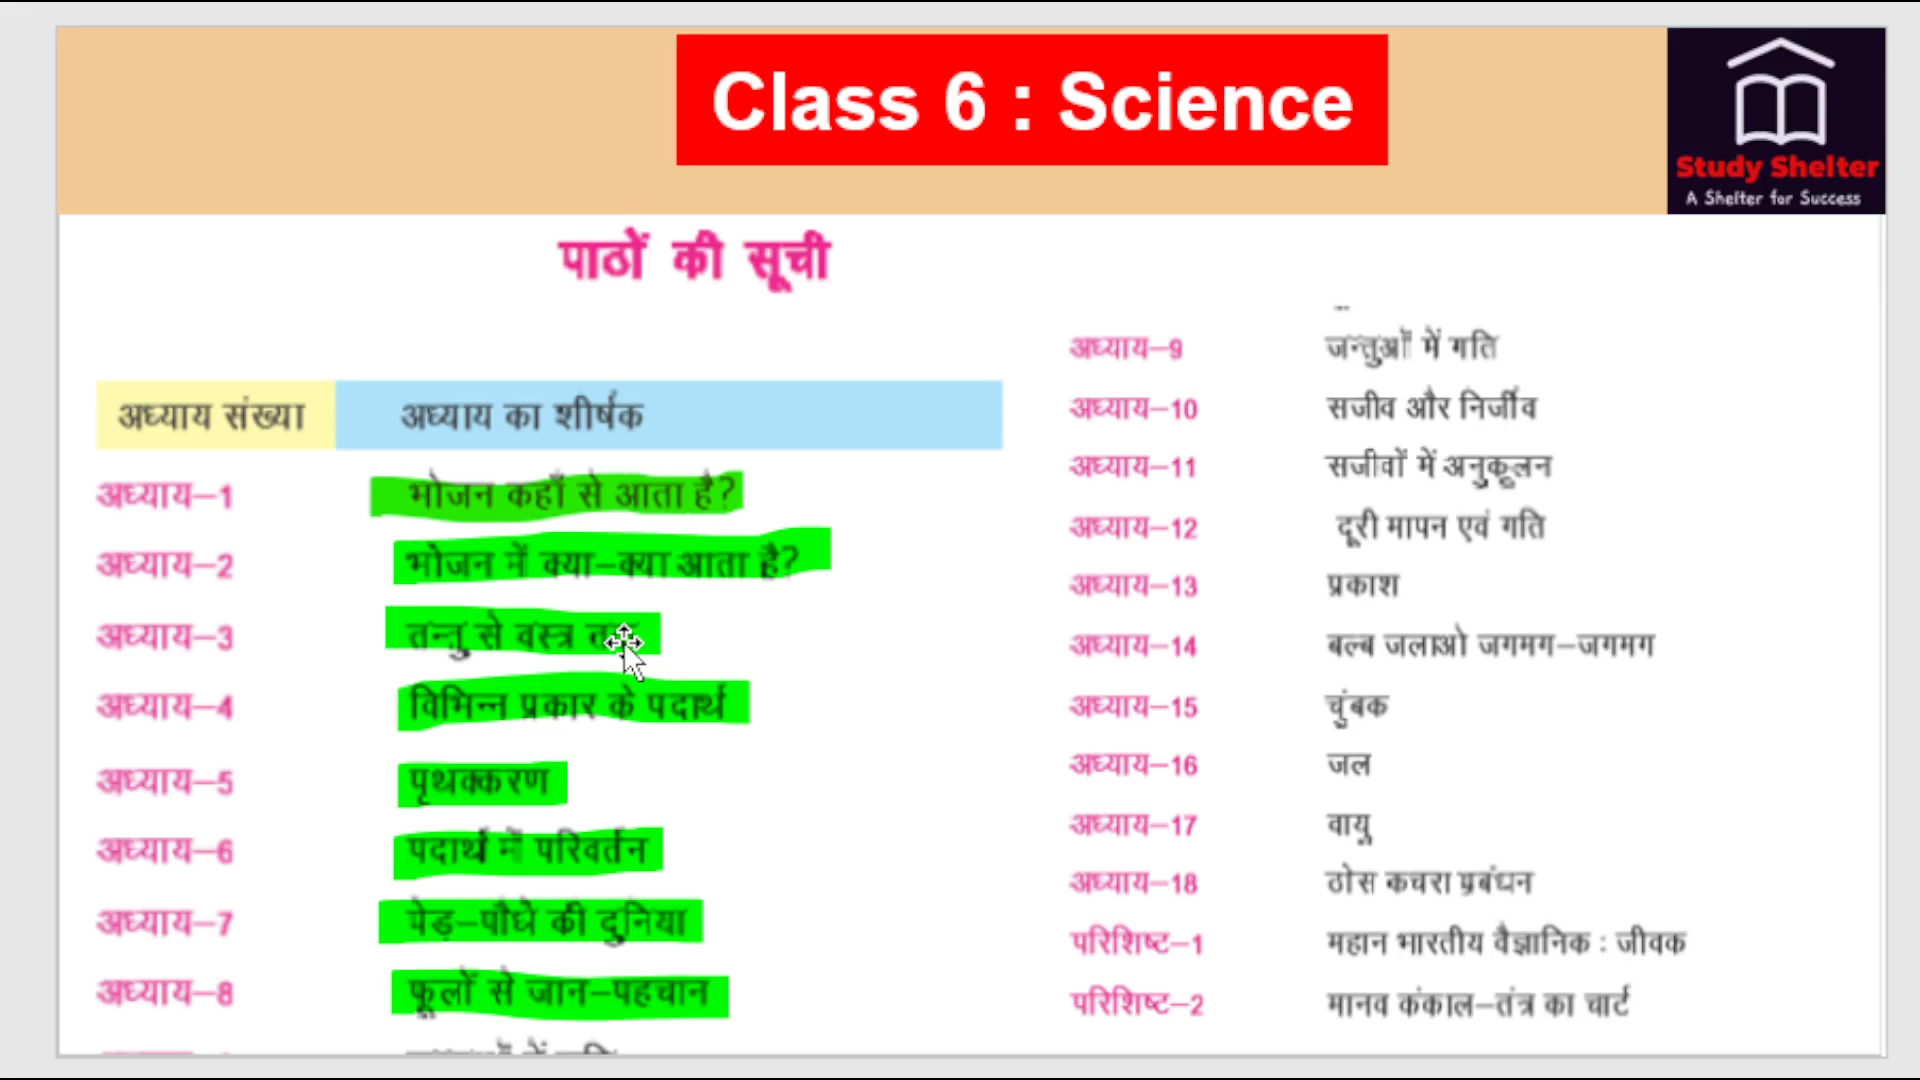 Class 6 : Science
Study Shelter
A Shelter for Success
पाठों की सूची
अध्याय संख्या अध्याय का शीर्षक
अध्याय–1 भोजन कहाँ से आता है?
अध्याय–2 भोजन में क्या–क्या आता है?
अध्याय–3 तन्तु से वस्त्र
अध्याय–4 विभिन्न प्रकार के पदार्थ
अध्याय–5 पृथक्करण
अध्याय–6 पदार्थ में परिवर्तन
अध्याय–7 पेड़–पौधे की दुनिया
अध्याय–8 फूलों से जान–पहचान
अध्याय–9 जन्तुओं में गति
अध्याय–10 सजीव और निर्जीव
अध्याय–11 सजीवों में अनुकूलन
अध्याय–12 दूरी मापन एवं गति
अध्याय–13 प्रकाश
अध्याय–14 बल्ब जलाओ जगमग–जगमग
अध्याय–15 चुंबक
अध्याय–16 जल
अध्याय–17 वायु
अध्याय–18 ठोस कचरा प्रबंधन
परिशिष्ट–1 महान भारतीय वैज्ञानिक : जीवक
परिशिष्ट–2 मानव कंकाल–तंत्र का चार्ट